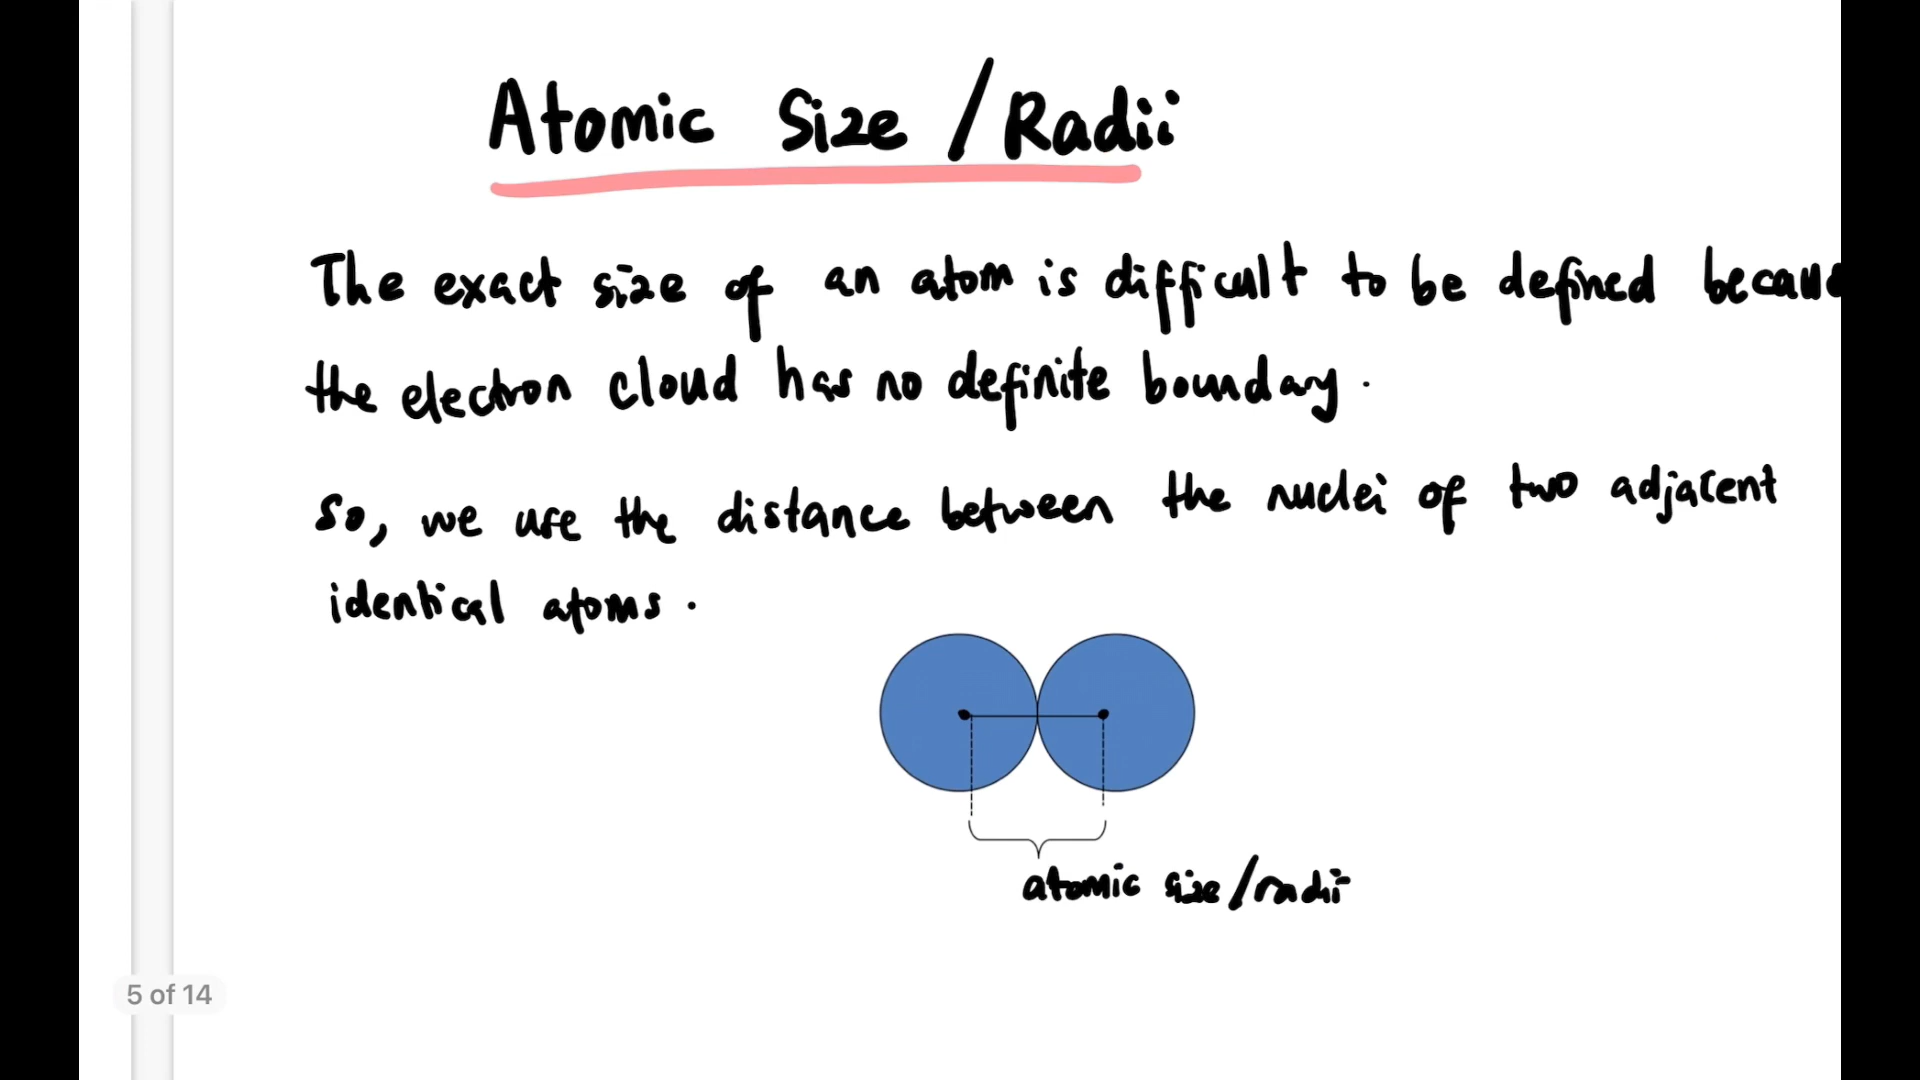 Atomic Size / Radii
The exact size of an atom is difficult to be defined becaus
the electron cloud has no definite boundary.
So, we use the distance between the nuclei of two adjacent
identical atoms.
atomic size/radii
5 of 14